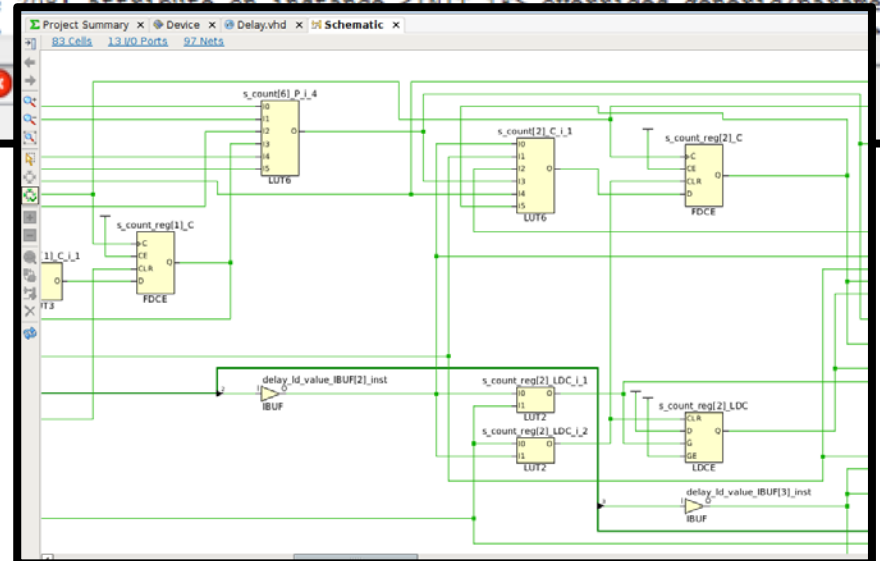 Project Summary × Device × Delay.vhd × Schematic ×
83 Cells 13 I/O Ports 97 Nets
s_count[6]_P_i_4
I0
I1
I2
I3
I4
I5
O
LUT6
s_count[2]_C_i_1
I0
I1
I2
I3
I4
I5
O
LUT6
s_count_reg[2]_C
C
CE
CLR
D
Q
FDCE
s_count_reg[1]_C
C
CE
CLR
D
Q
FDCE
1]_C_i_1
O
UT3
delay_ld_value_IBUF[2]_inst
2
I
O
IBUF
s_count_reg[2]_LDC_i_1
I0
I1
O
LUT2
s_count_reg[2]_LDC_i_2
I0
I1
O
LUT2
s_count_reg[2]_LDC
CLR
D
G
GE
Q
LDCE
delay_ld_value_IBUF[3]_inst
3
I
O
IBUF